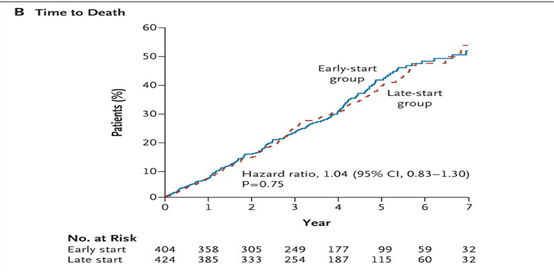 B Time to Death
60
50
40
30
20
10
0
Patients (%)
Early-start
group
Late-start
group
Hazard ratio, 1.04 (95% CI, 0.83–1.30)
P=0.75
0 1 2 3 4 5 6 7
Year
No. at Risk
Early start 404 358 305 249 177 99 59 32
Late start 424 385 333 254 187 115 60 32